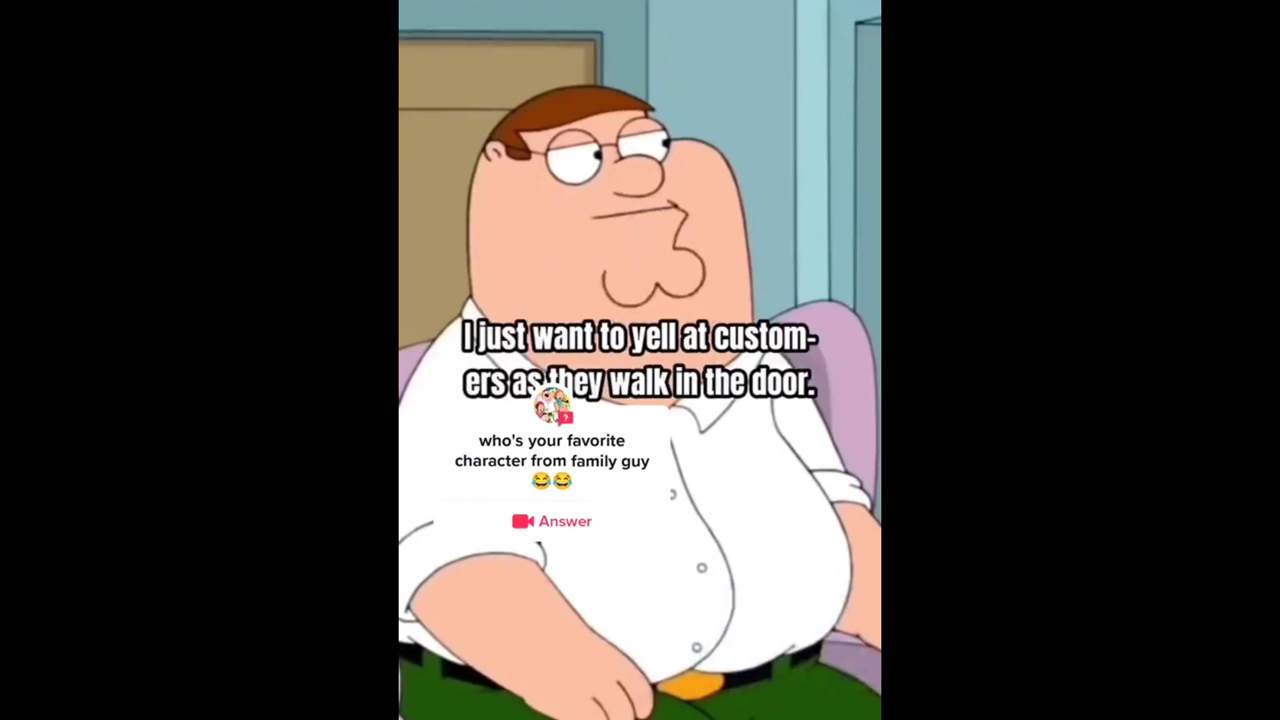 I just want to yell at custom-
ers as they walk in the door.
?
who's your favorite
character from family guy
😂😂
Answer